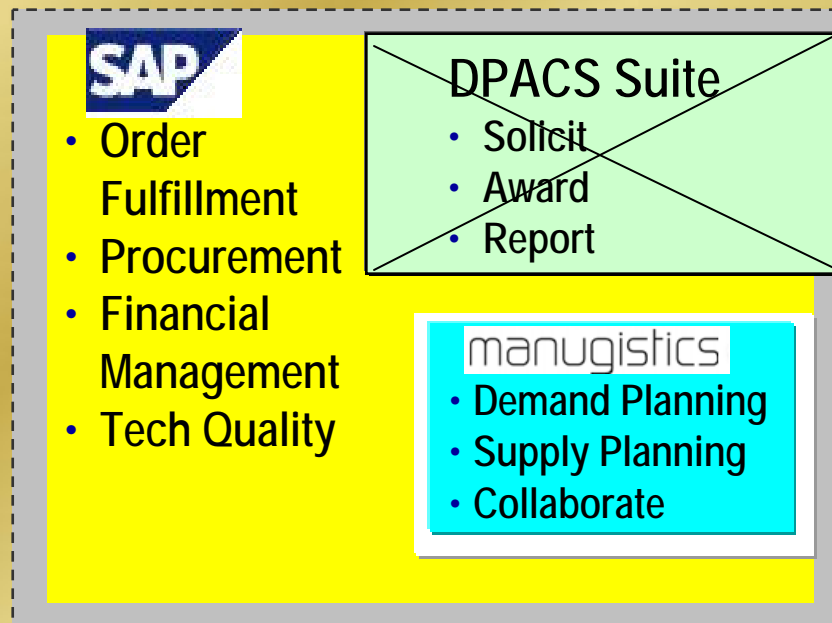 SAP
• Order
Fulfillment
• Procurement
• Financial
Management
• Tech Quality
DPACS Suite
• Solicit
• Award
• Report
manugistics
• Demand Planning
• Supply Planning
• Collaborate